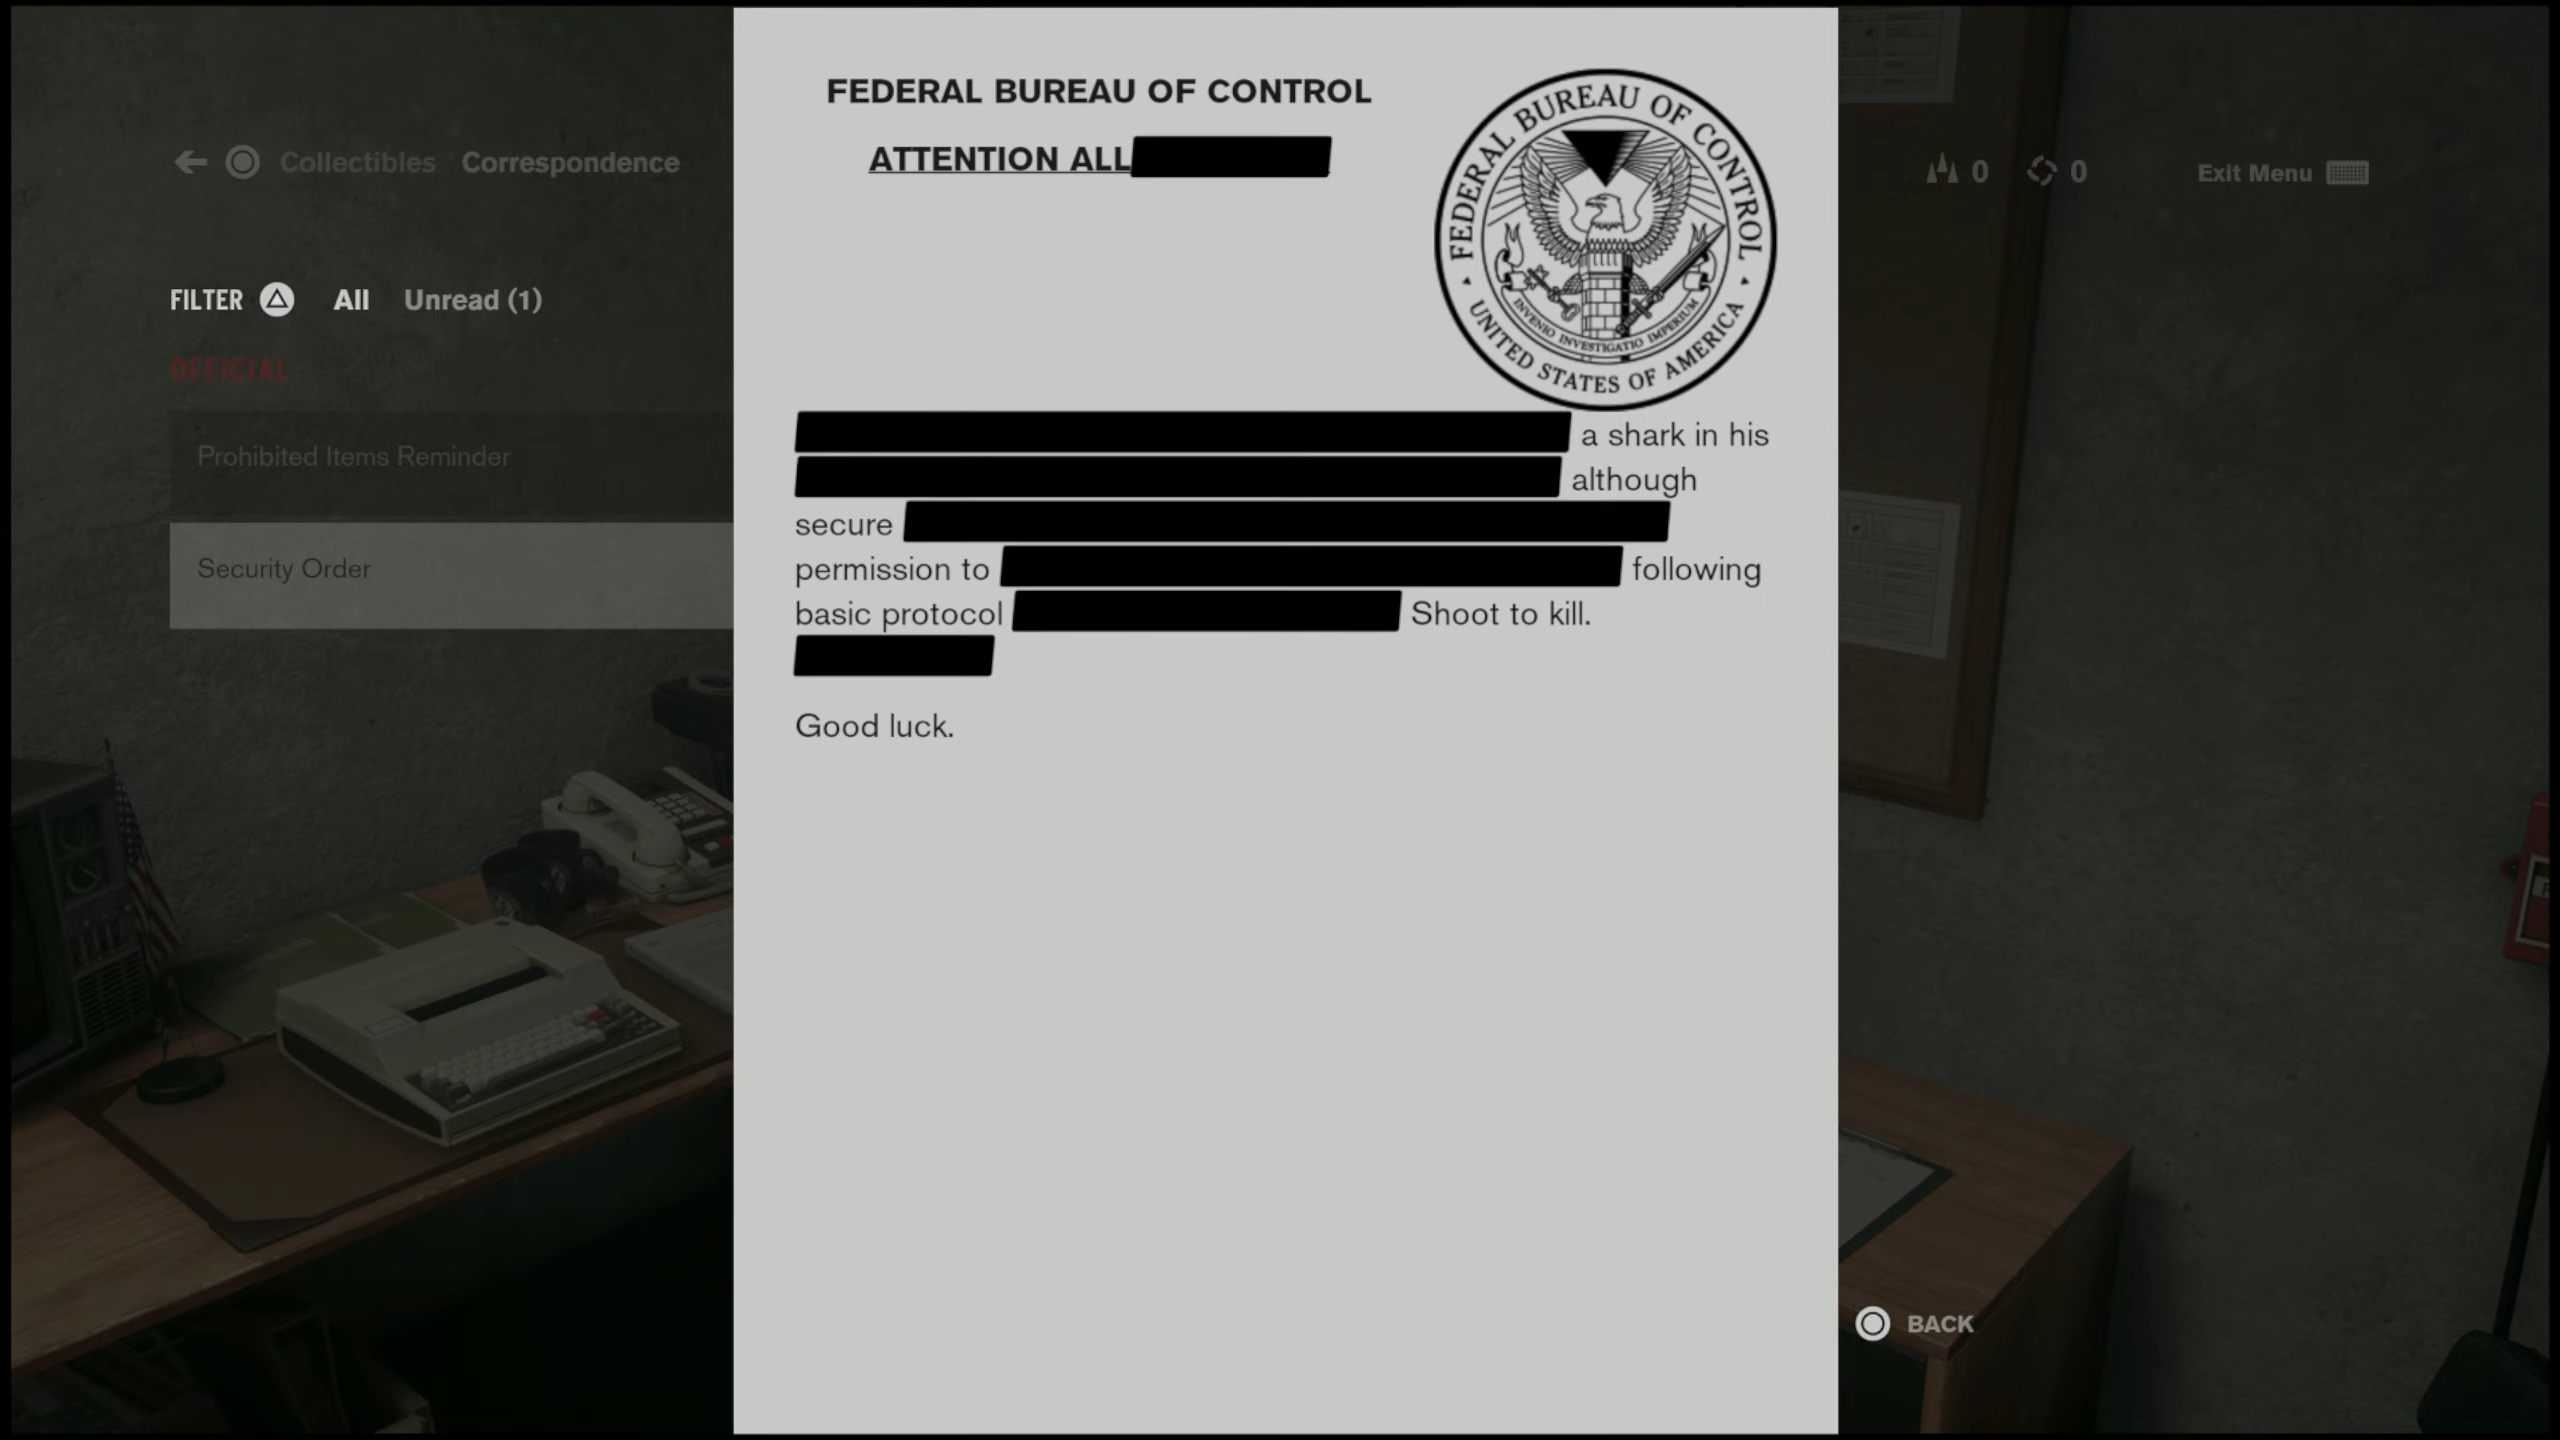 Collectibles Correspondence
0 0 Exit Menu
FILTER All Unread (1)
OFFICIAL
Prohibited Items Reminder
Security Order
FEDERAL BUREAU OF CONTROL
ATTENTION ALL
FEDERAL BUREAU OF CONTROL
UNITED STATES OF AMERICA
INVENIO INVESTIGATIO IMPERIUM
a shark in his
although
secure
permission to following
basic protocol Shoot to kill.
Good luck.
BACK